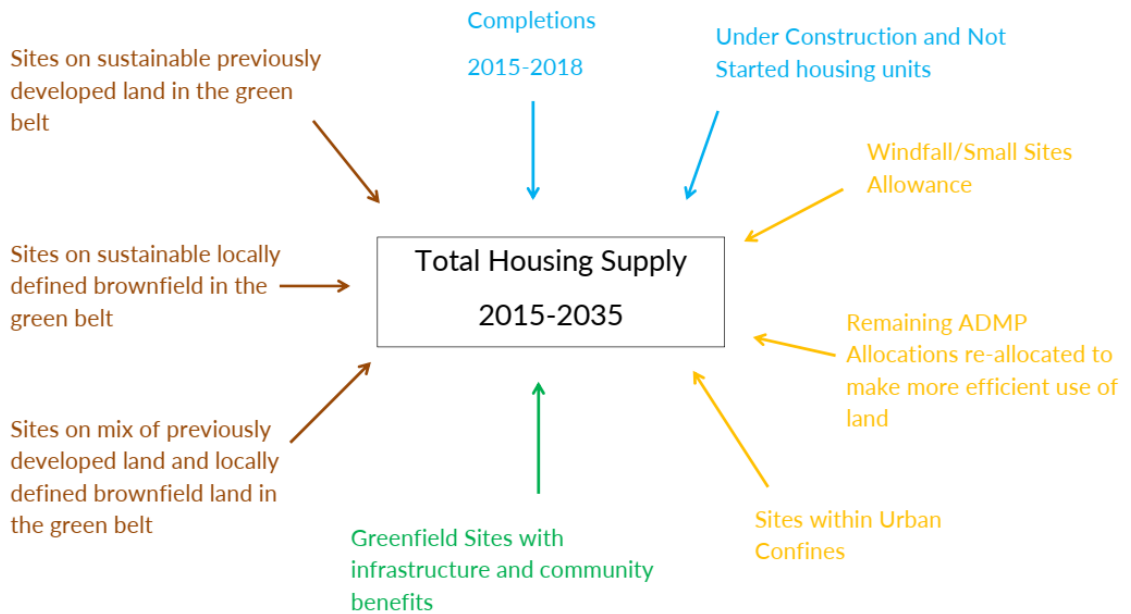 Completions
2015-2018
Under Construction and Not
Started housing units
Sites on sustainable previously
developed land in the green
belt
Windfall/Small Sites
Allowance
Total Housing Supply
2015-2035
Sites on sustainable locally
defined brownfield in the
green belt
Remaining ADMP
Allocations re-allocated to
make more efficient use of
land
Sites on mix of previously
developed land and locally
defined brownfield land in
the green belt
Greenfield Sites with
infrastructure and community
benefits
Sites within Urban
Confines